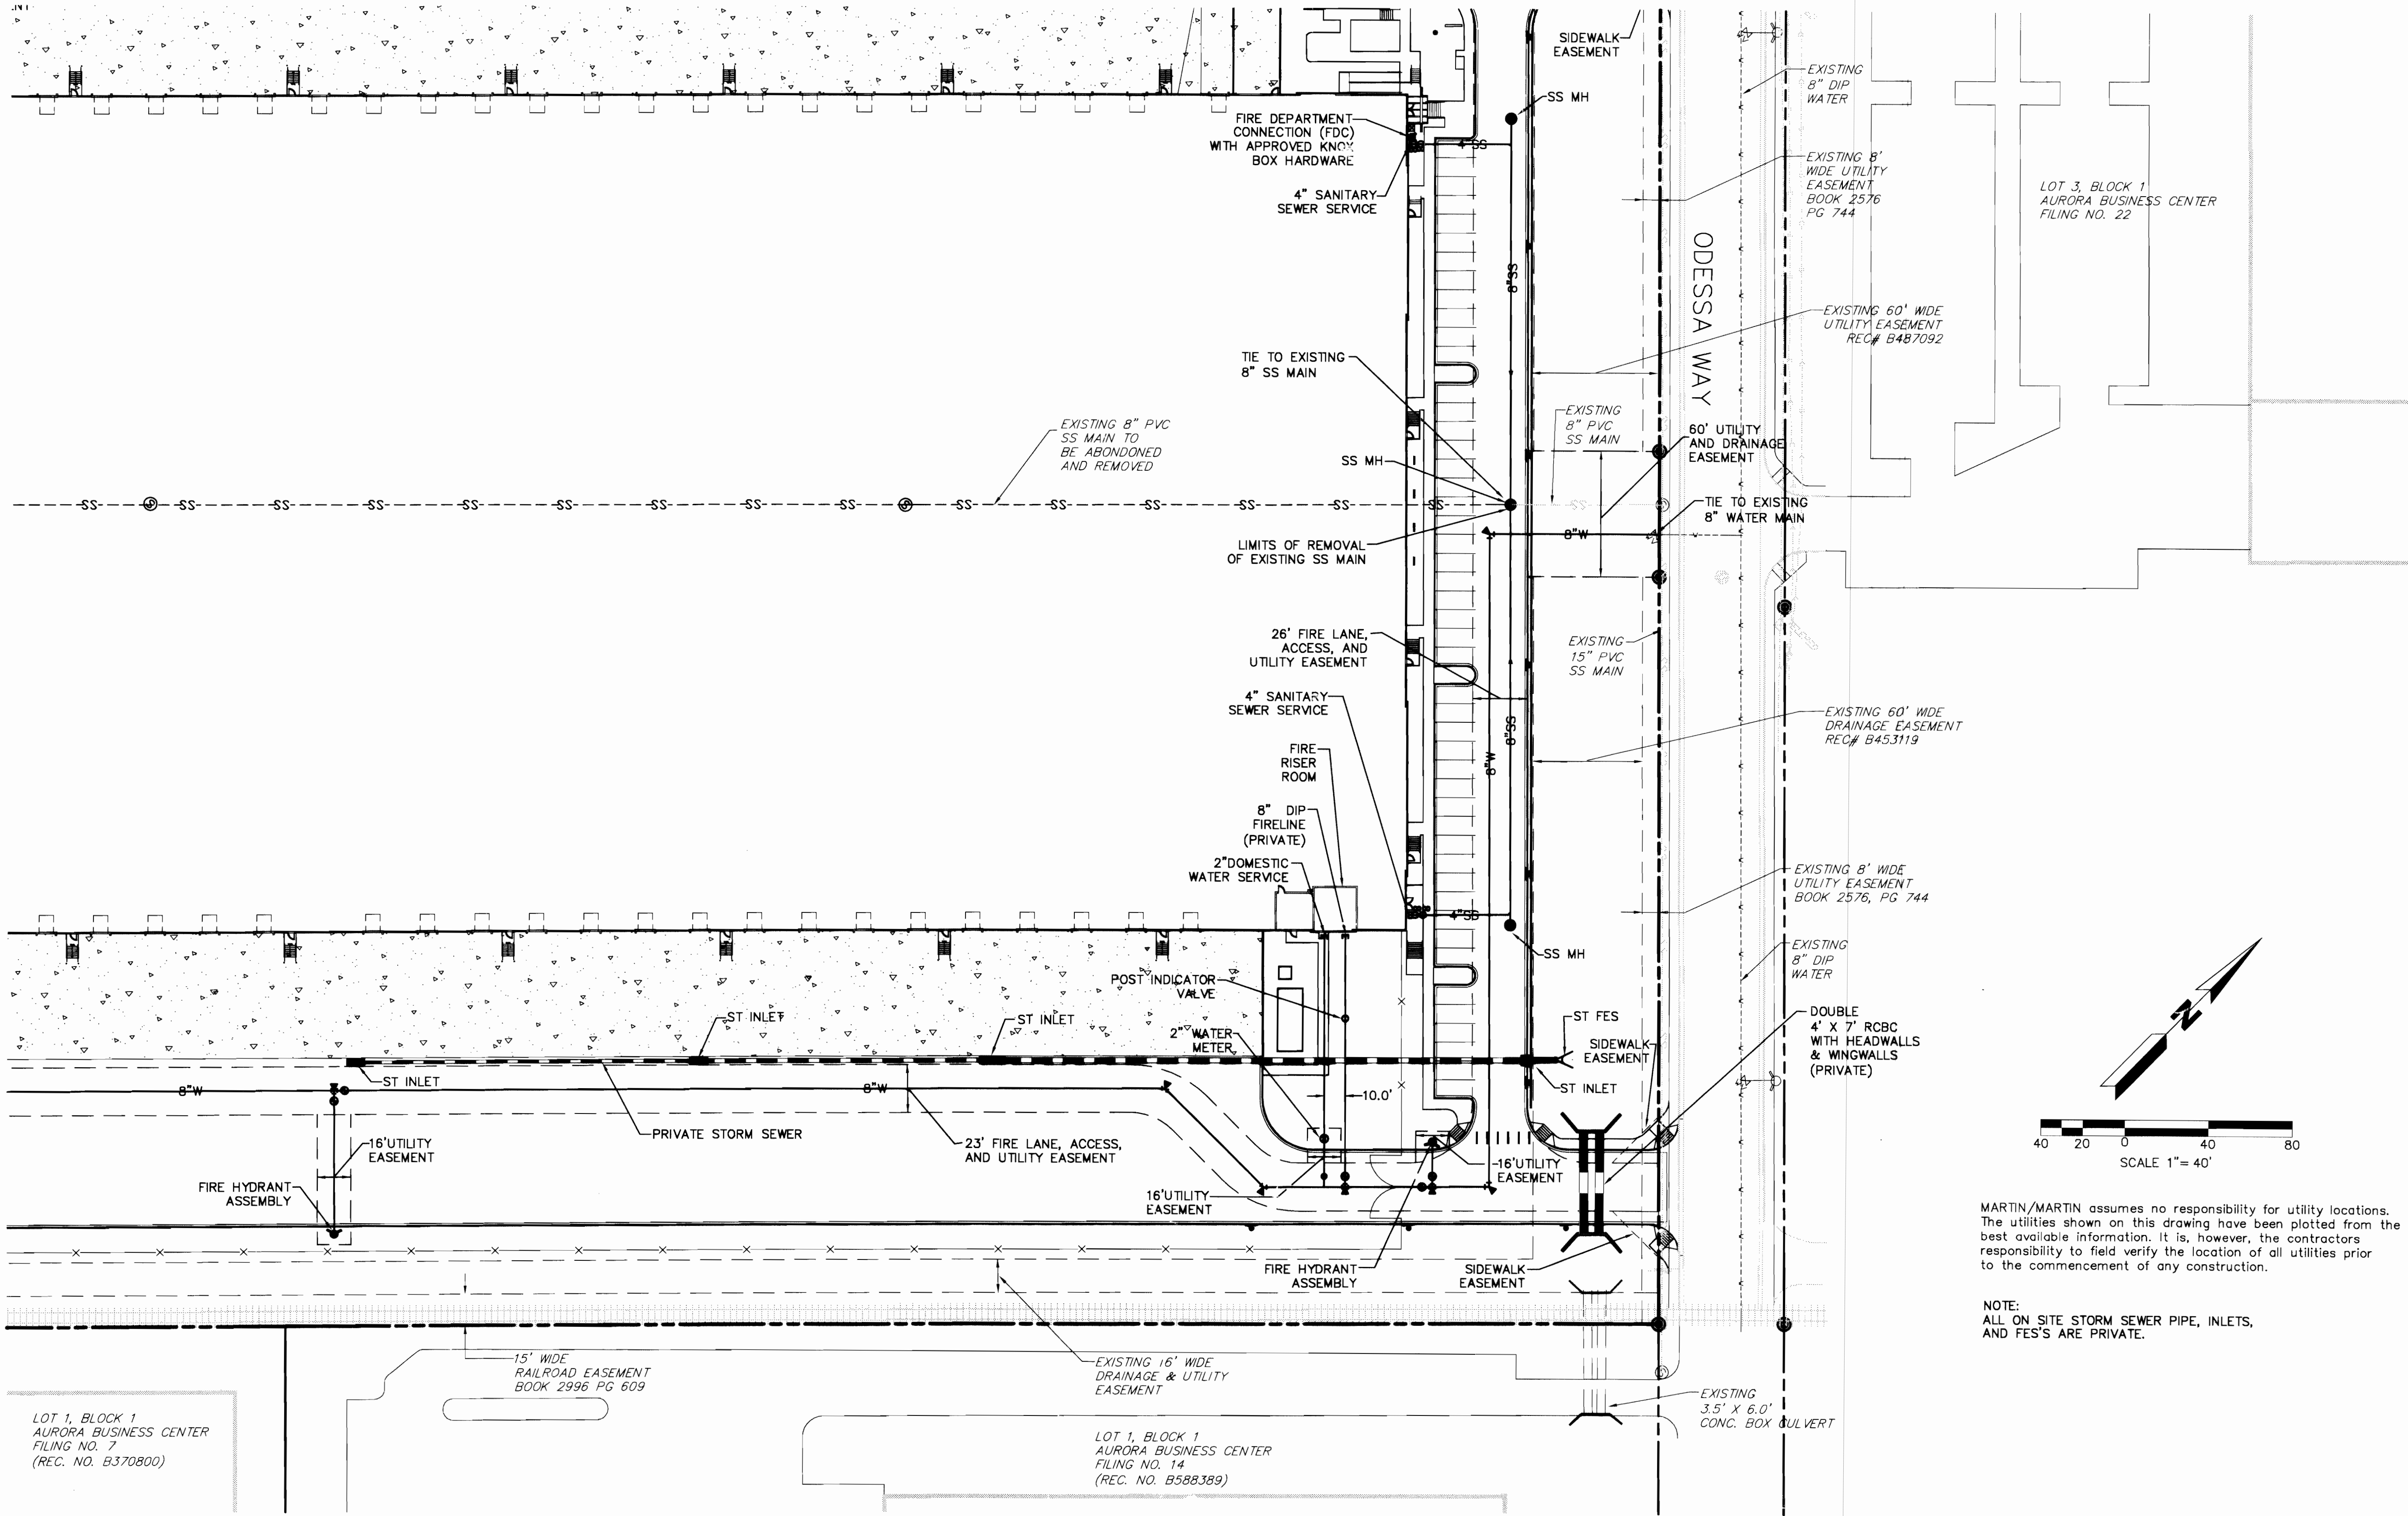 SIDEWALK
EASEMENT
EXISTING
8" DIP
WATER
SS MH
FIRE DEPARTMENT
CONNECTION (FDC)
WITH APPROVED KNOX
BOX HARDWARE
4"SS
4" SANITARY
SEWER SERVICE
EXISTING 8'
WIDE UTILITY
EASEMENT
BOOK 2576
PG 744
LOT 3, BLOCK 1
AURORA BUSINESS CENTER
FILING NO. 22
ODESSA WAY
8"SS
EXISTING 60' WIDE
UTILITY EASEMENT
REC# B487092
TIE TO EXISTING
8" SS MAIN
EXISTING 8" PVC
SS MAIN TO
BE ABONDONED
AND REMOVED
EXISTING
8" PVC
SS MAIN
60' UTILITY
AND DRAINAGE
EASEMENT
SS MH
SS SS SS SS SS SS SS SS SS SS SS SS SS SS SS SS
TIE TO EXISTING
8" WATER MAIN
8"W
LIMITS OF REMOVAL
OF EXISTING SS MAIN
26' FIRE LANE,
ACCESS, AND
UTILITY EASEMENT
EXISTING
15" PVC
SS MAIN
4" SANITARY
SEWER SERVICE
8"SS
8"W
EXISTING 60' WIDE
DRAINAGE EASEMENT
REC# B453119
FIRE
RISER
ROOM
8" DIP
FIRELINE
(PRIVATE)
2"DOMESTIC
WATER SERVICE
EXISTING 8' WIDE
UTILITY EASEMENT
BOOK 2576, PG 744
4"SS
SS MH
EXISTING
8" DIP
WATER
POST INDICATOR
VALVE
ST INLET
ST INLET
2" WATER
METER
ST FES
SIDEWALK
EASEMENT
DOUBLE
4' X 7' RCBC
WITH HEADWALLS
& WINGWALLS
(PRIVATE)
N
ST INLET
ST INLET
8"W
8"W
10.0'
PRIVATE STORM SEWER
16'UTILITY
EASEMENT
23' FIRE LANE, ACCESS,
AND UTILITY EASEMENT
16'UTILITY
EASEMENT
40 20 0 40 80
SCALE 1"= 40'
FIRE HYDRANT
ASSEMBLY
16'UTILITY
EASEMENT
MARTIN/MARTIN assumes no responsibility for utility locations.
The utilities shown on this drawing have been plotted from the
best available information. It is, however, the contractors
responsibility to field verify the location of all utilities prior
to the commencement of any construction.
FIRE HYDRANT
ASSEMBLY
SIDEWALK
EASEMENT
NOTE:
ALL ON SITE STORM SEWER PIPE, INLETS,
AND FES'S ARE PRIVATE.
15' WIDE
RAILROAD EASEMENT
BOOK 2996 PG 609
EXISTING 16' WIDE
DRAINAGE & UTILITY
EASEMENT
EXISTING
3.5' X 6.0'
CONC. BOX CULVERT
LOT 1, BLOCK 1
AURORA BUSINESS CENTER
FILING NO. 7
(REC. NO. B370800)
LOT 1, BLOCK 1
AURORA BUSINESS CENTER
FILING NO. 14
(REC. NO. B588389)